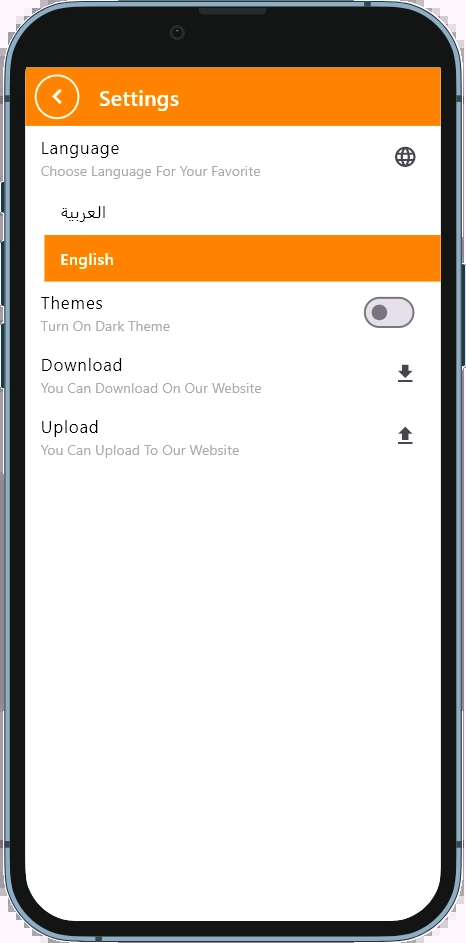 Settings
Language
Choose Language For Your Favorite
العربية
English
Themes
Turn On Dark Theme
Download
You Can Download On Our Website
Upload
You Can Upload To Our Website